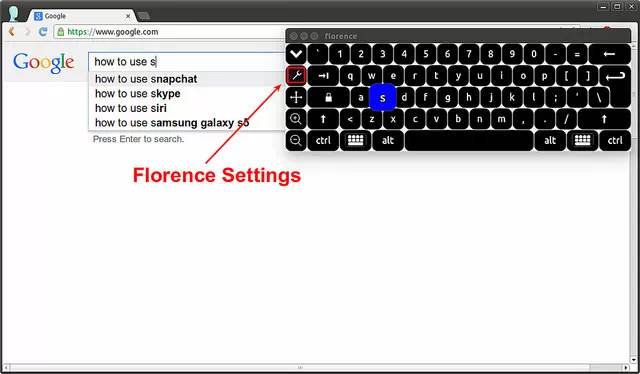 Google
https://www.google.com
Google
how to use s
how to use snapchat
how to use skype
how to use siri
how to use samsung galaxy s5
Press Enter to search.
Florence Settings
florence
` 1 2 3 4 5 6 7 8 9 0 - =
q w e r t y u i o p [ ]
a s d f g h j k l ; ' \
< z x c v b n m , . /
ctrl alt alt ctrl